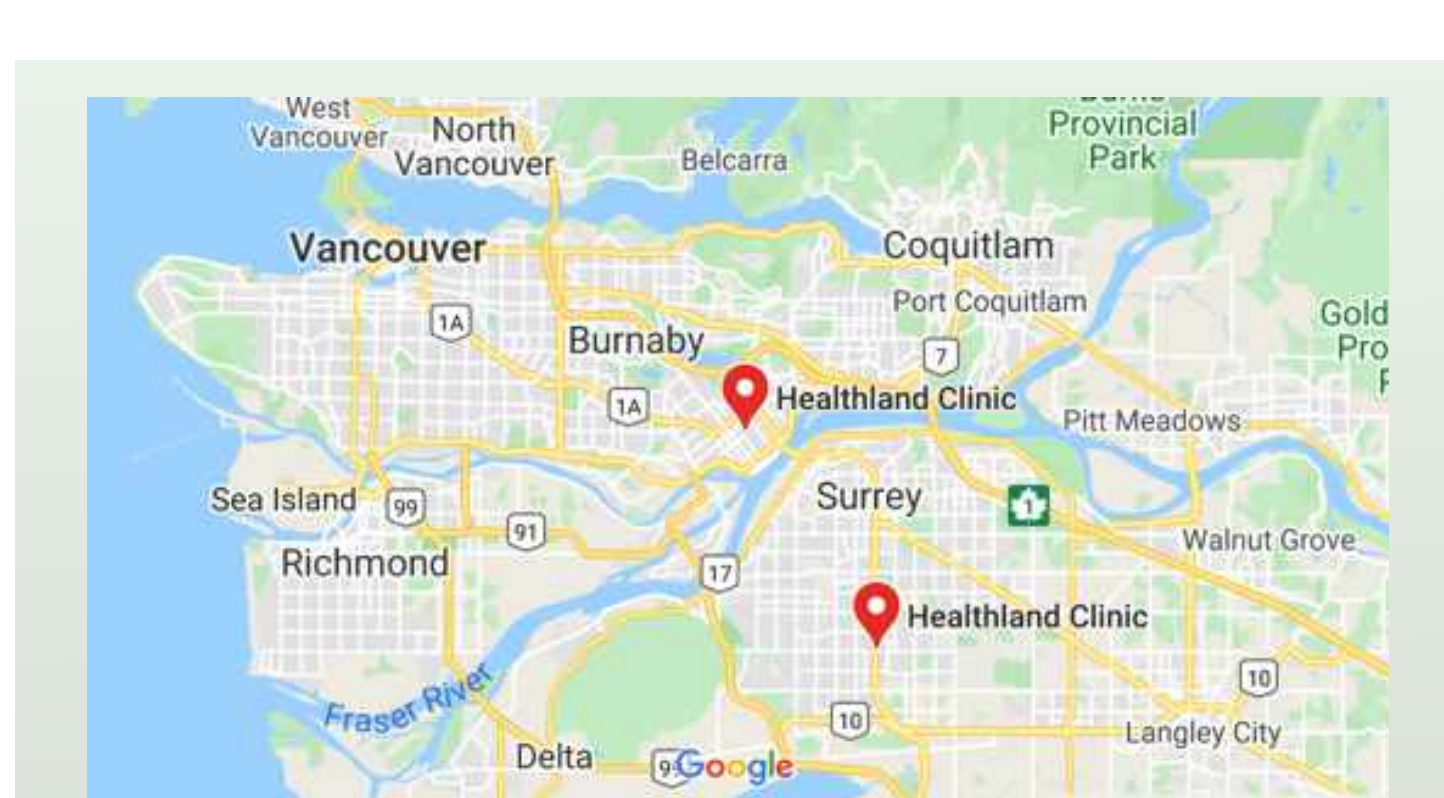 West
Vancouver
North
Vancouver
Belcarra
Provincial
Park
Vancouver
Coquitlam
Port Coquitlam
1A
Burnaby
7
Gold
Pro
Healthland Clinic
1A
Pitt Meadows
Sea Island
99
Surrey
1
91
Walnut Grove
Richmond
17
Healthland Clinic
10
Fraser River
10
Langley City
Delta
9
Google